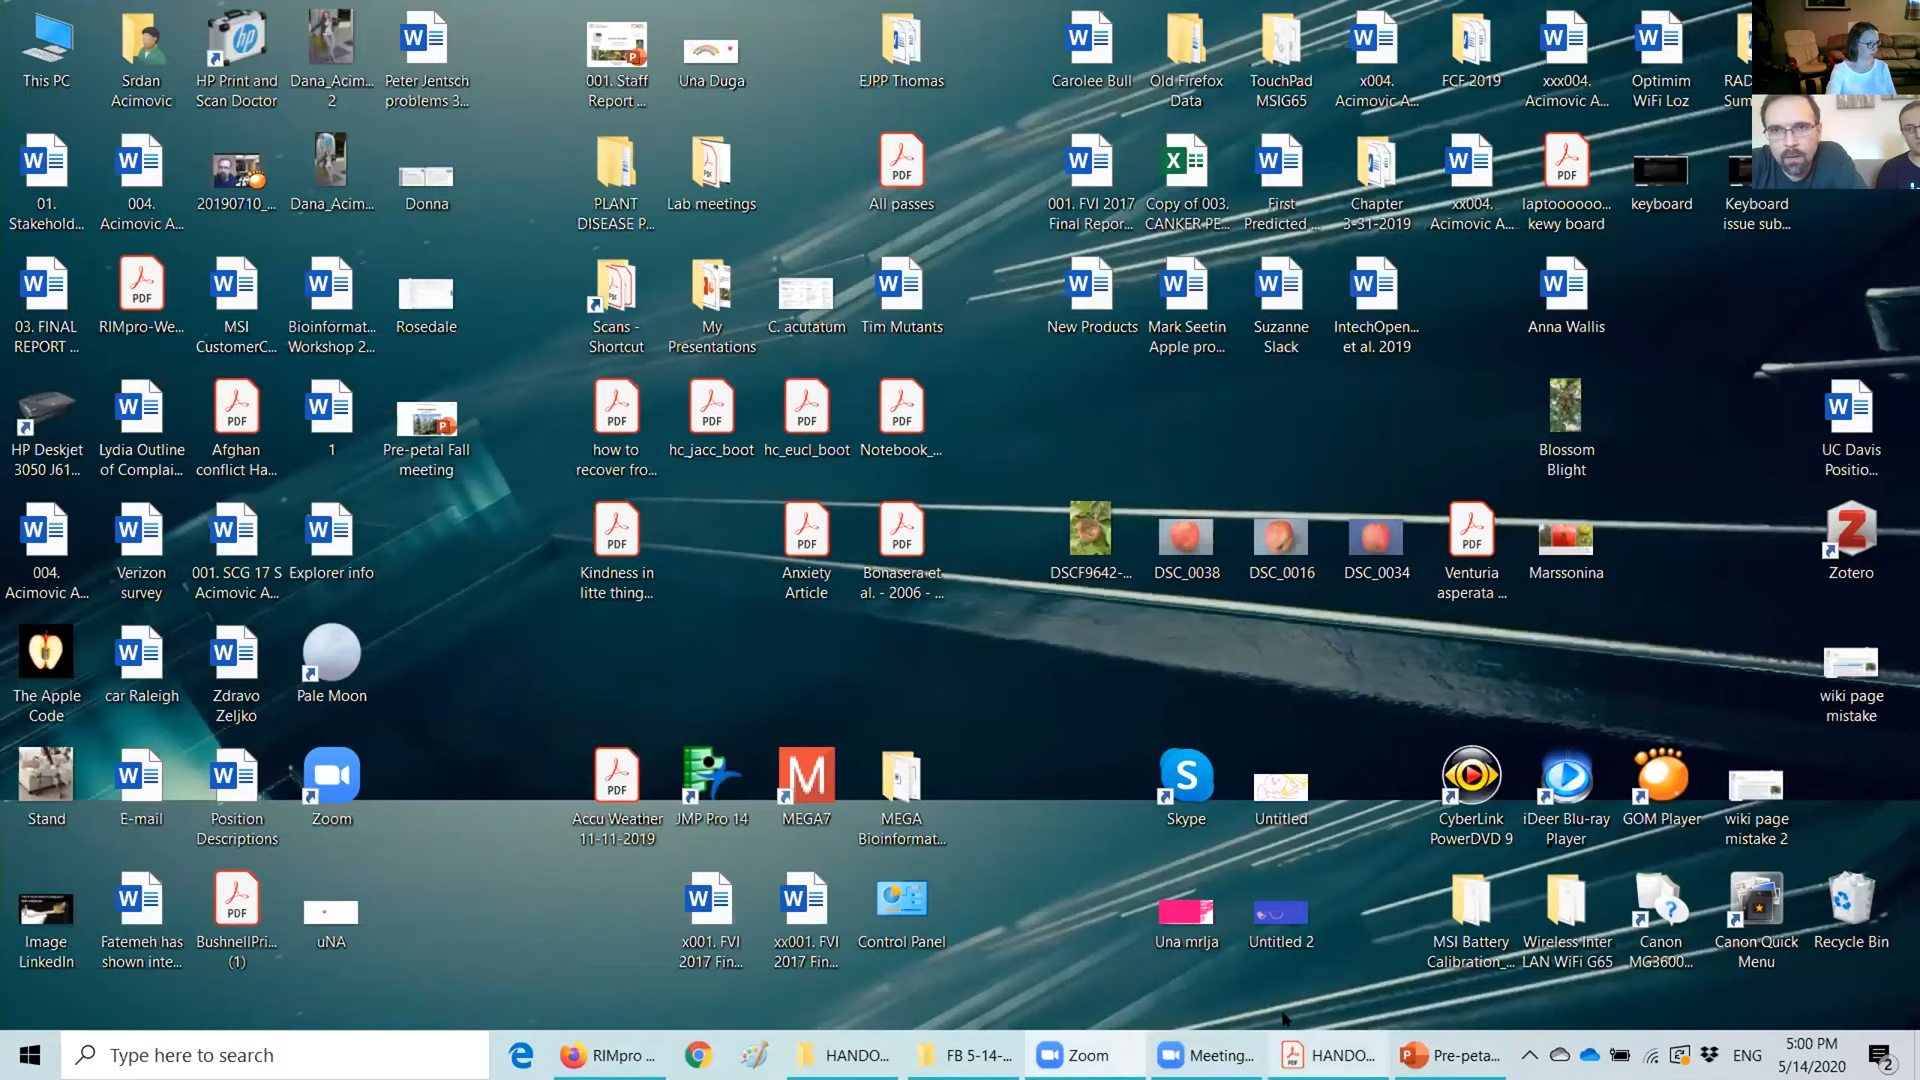 This PC
Srdan
Acimovic
HP Print and
Scan Doctor
Dana_Acim...
2
Peter Jentsch
problems 3...
001. Staff
Report ...
Una Duga
EJPP Thomas
Carolee Bull
Old Firefox
Data
TouchPad
MSIG65
x004.
Acimovic A...
FCF 2019
xxx004.
Acimovic A...
Optimim
WiFi Loz
01.
Stakehold...
004.
Acimovic A...
20190710_...
Dana_Acim...
Donna
PLANT
DISEASE P...
Lab meetings
All passes
001. FVI 2017
Final Repor...
Copy of 003.
CANKER PE...
First
Predicted ...
Chapter
3-31-2019
xx004.
Acimovic A...
laptoooooo...
kewy board
keyboard
Keyboard
issue sub...
03. FINAL
REPORT ...
RIMpro-We...
MSI
CustomerC...
Bioinformat...
Workshop 2...
Rosedale
Scans -
Shortcut
My
Presentations
C. acutatum
Tim Mutants
New Products
Mark Seetin
Apple pro...
Suzanne
Slack
IntechOpen...
et al. 2019
Anna Wallis
HP Deskjet
3050 J61...
Lydia Outline
of Complai...
Afghan
conflict Ha...
1
Pre-petal Fall
meeting
how to
recover fro...
hc_jacc_boot
hc_eucl_boot
Notebook_...
Blossom
Blight
UC Davis
Positio...
004.
Acimovic A...
Verizon
survey
001. SCG 17 S
Acimovic A...
Explorer info
Kindness in
litte thing...
Anxiety
Article
Bonasera et
al. - 2006 - ...
DSCF9642-...
DSC_0038
DSC_0016
DSC_0034
Venturia
asperata ...
Marssonina
Zotero
The Apple
Code
car Raleigh
Zdravo
Zeljko
Pale Moon
wiki page
mistake
Stand
E-mail
Position
Descriptions
Zoom
Accu Weather
11-11-2019
JMP Pro 14
MEGA7
MEGA
Bioinformat...
Skype
Untitled
CyberLink
PowerDVD 9
iDeer Blu-ray
Player
GOM Player
wiki page
mistake 2
Image
LinkedIn
Fatemeh has
shown inte...
BushnellPri...
(1)
uNA
x001. FVI
2017 Fin...
xx001. FVI
2017 Fin...
Control Panel
Una mrlja
Untitled 2
MSI Battery
Calibration_...
Wireless Inter
LAN WiFi G65
Canon
MG3600...
Canon Quick
Menu
Recycle Bin
Type here to search
RIMpro ...
HANDO...
FB 5-14-...
Zoom
Meeting...
HANDO...
Pre-peta...
ENG
5:00 PM
5/14/2020
2